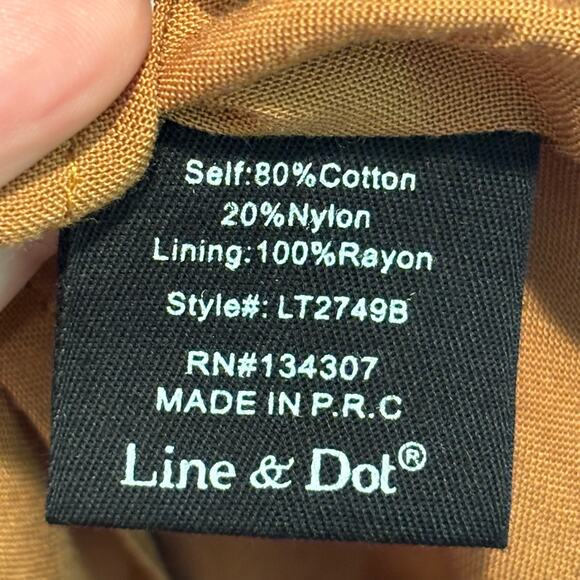 Self:80%Cotton
20%Nylon
Lining:100%Rayon
Style#: LT2749B
RN#134307
MADE IN P.R.C
Line & Dot®